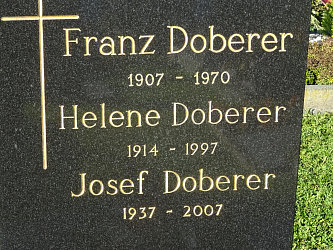 Franz Doberer
1907 - 1970
Helene Doberer
1914 - 1997
Josef Doberer
1937 - 2007